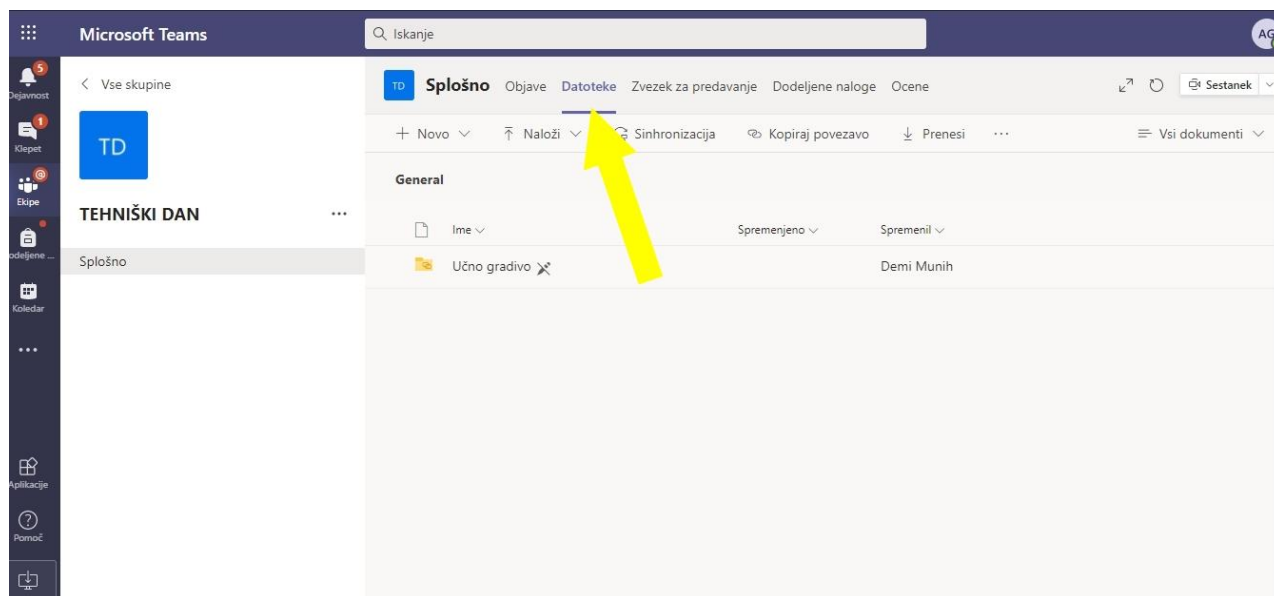 Microsoft Teams
Iskanje
AG
5
Dejavnost
1
Klepet
@
Ekipe
odeljene ...
Koledar
Aplikacije
Pomoč
Vse skupine
TD
TEHNIŠKI DAN
Splošno
TD Splošno Objave Datoteke Zvezek za predavanje Dodeljene naloge Ocene Sestanek
Novo Naloži Sinhronizacija Kopiraj povezavo Prenesi Vsi dokumenti
General
Ime Spremenjeno Spremenil
Učno gradivo Demi Munih